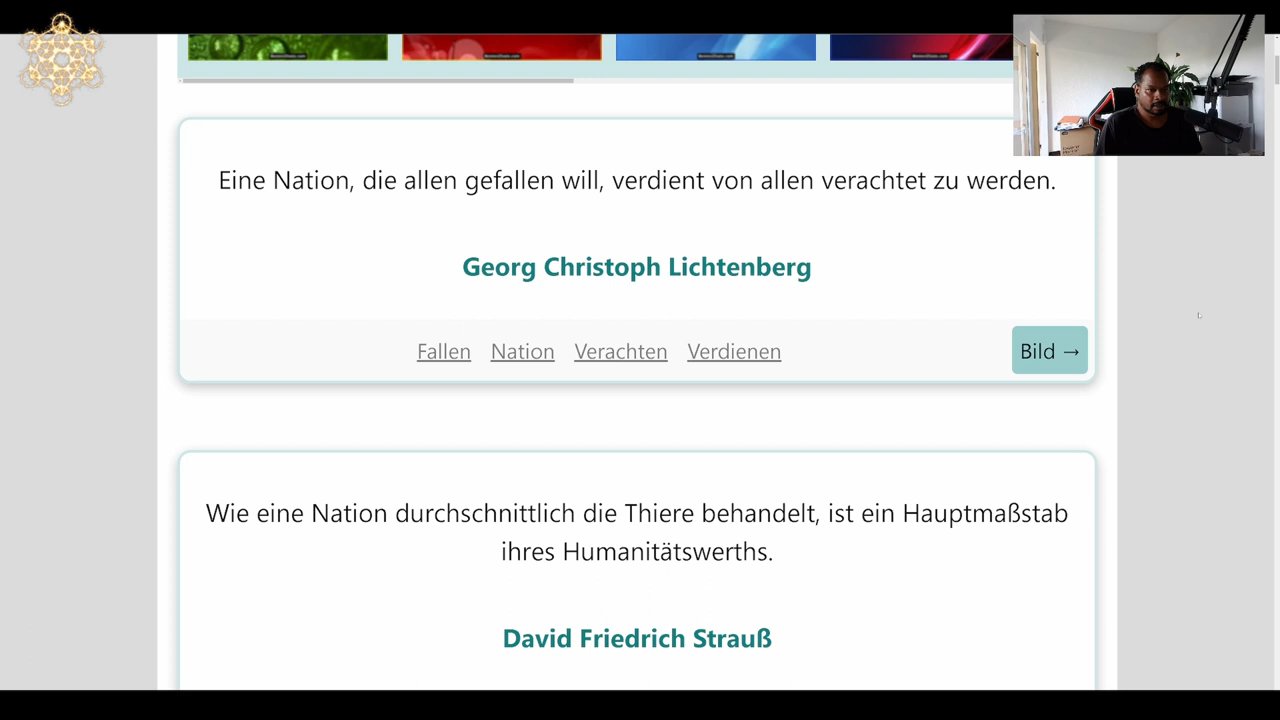 Eine Nation, die allen gefallen will, verdient von allen verachtet zu werden.
Georg Christoph Lichtenberg
Fallen Nation Verachten Verdienen
Bild →
Wie eine Nation durchschnittlich die Thiere behandelt, ist ein Hauptmaßstab
ihres Humanitätswerths.
David Friedrich Strauß